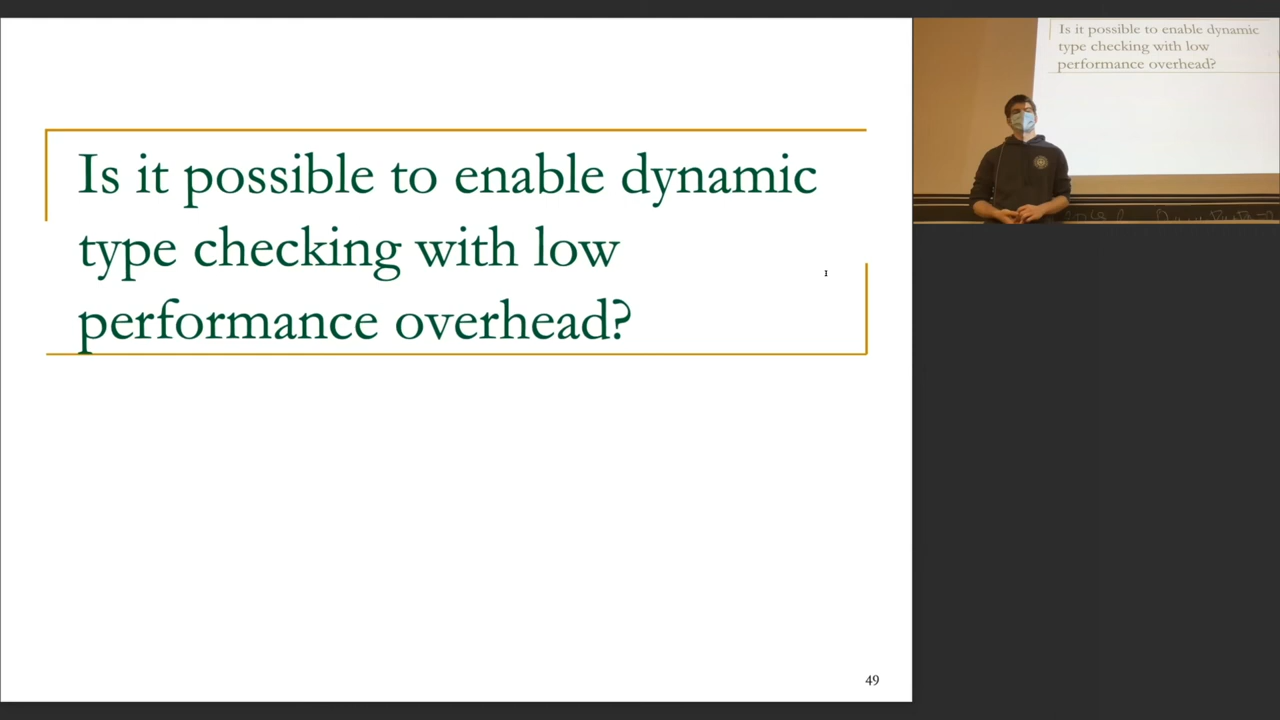 Is it possible to enable dynamic
type checking with low
performance overhead?
49
Is it possible to enable dynamic
type checking with low
performance overhead?